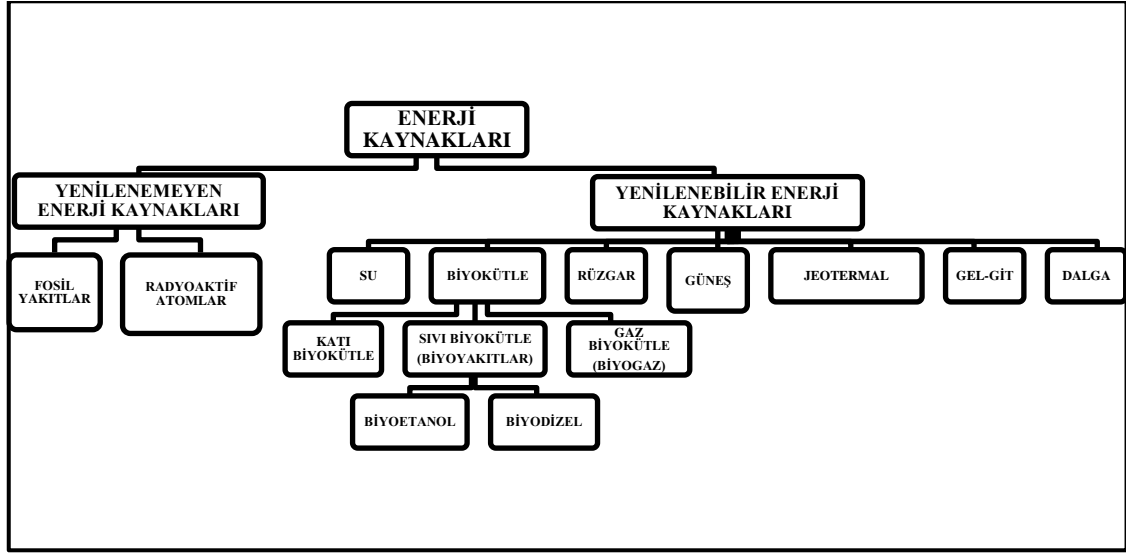 ENERJİ
KAYNAKLARI
YENİLENEMEYEN
ENERJİ KAYNAKLARI
YENİLENEBİLİR ENERJİ
KAYNAKLARI
FOSİL
YAKITLAR
RADYOAKTİF
ATOMLAR
SU
BİYOKÜTLE
RÜZGAR
GÜNEŞ
JEOTERMAL
GEL-GİT
DALGA
KATI
BİYOKÜTLE
SIVI BİYOKÜTLE
(BİYOYAKITLAR)
GAZ
BİYOKÜTLE
(BİYOGAZ)
BİYOETANOL
BİYODİZEL